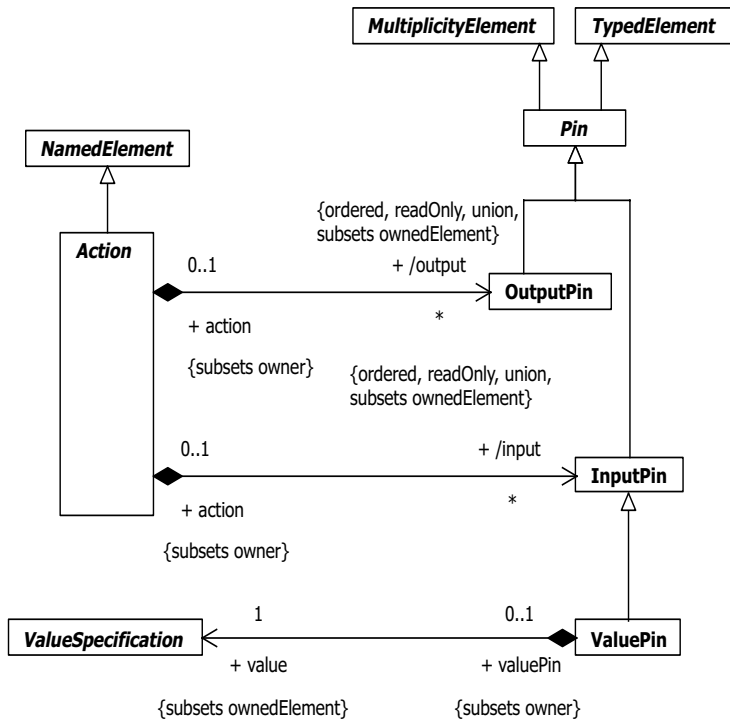 MultiplicityElement
TypedElement
Pin
NamedElement
{ordered, readOnly, union,
subsets ownedElement}
Action
0..1
+ /output
OutputPin
+ action
*
{subsets owner}
{ordered, readOnly, union,
subsets ownedElement}
0..1
+ /input
InputPin
+ action
*
{subsets owner}
1
0..1
ValueSpecification
ValuePin
+ value
+ valuePin
{subsets ownedElement}
{subsets owner}